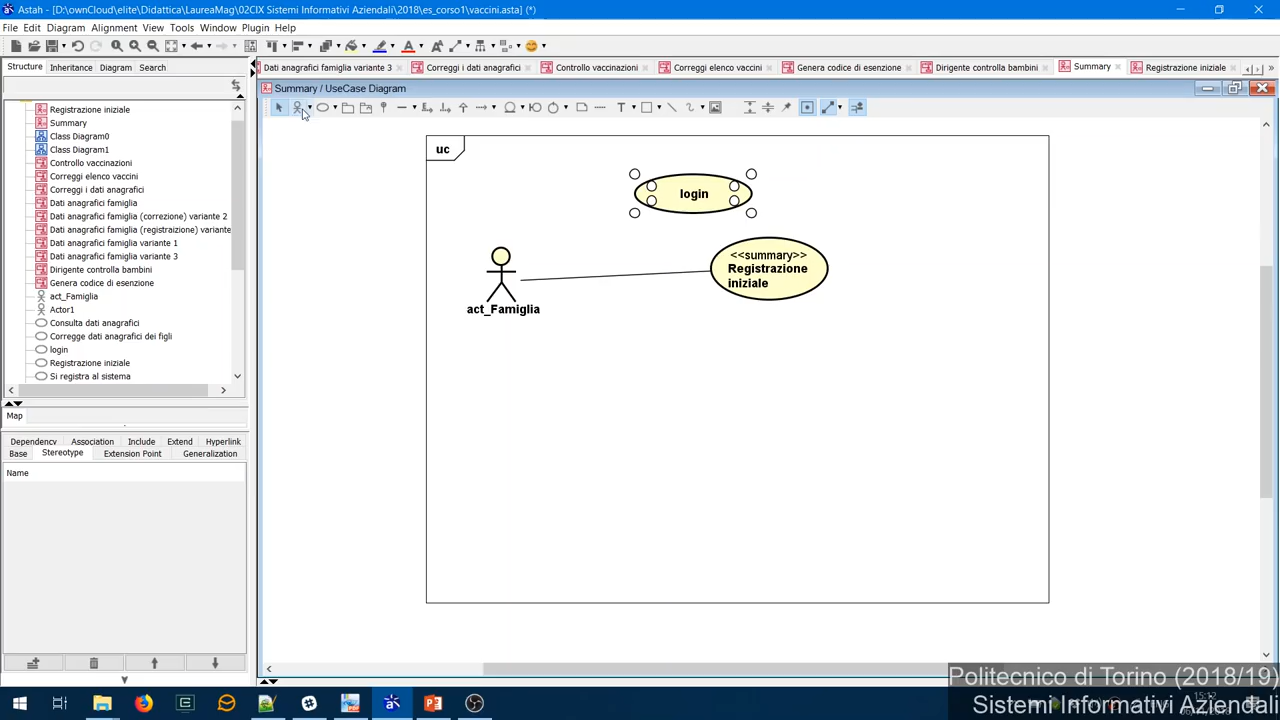 Astah - [D:\ownCloud\elite\Didattica\LaureaMag\02CIX Sistemi Informativi Aziendali\2018\es_corso1\vaccini.asta] (*)
File Edit Diagram Alignment View Tools Window Plugin Help
Structure Inheritance Diagram Search
Dati anagrafici famiglia variante 3 Correggi i dati anagrafici Controllo vaccinazioni Correggi elenco vaccini Genera codice di esenzione Dirigente controlla bambini Summary Registrazione iniziale
Summary / UseCase Diagram
Registrazione iniziale
Summary
Class Diagram0
Class Diagram1
Controllo vaccinazioni
Correggi elenco vaccini
Correggi i dati anagrafici
Dati anagrafici famiglia
Dati anagrafici famiglia (correzione) variante 2
Dati anagrafici famiglia (registraizione) variante
Dati anagrafici famiglia variante 1
Dati anagrafici famiglia variante 3
Dirigente controlla bambini
Genera codice di esenzione
act_Famiglia
Actor1
Consulta dati anagrafici
Corregge dati anagrafici dei figli
login
Registrazione iniziale
Si registra al sistema
Map
Dependency Association Include Extend Hyperlink
Base Stereotype Extension Point Generalization
Name
uc
login
<<summary>>
Registrazione
iniziale
act_Famiglia
Politecnico di Torino (2018/19)
Sistemi Informativi Aziendali
15:12